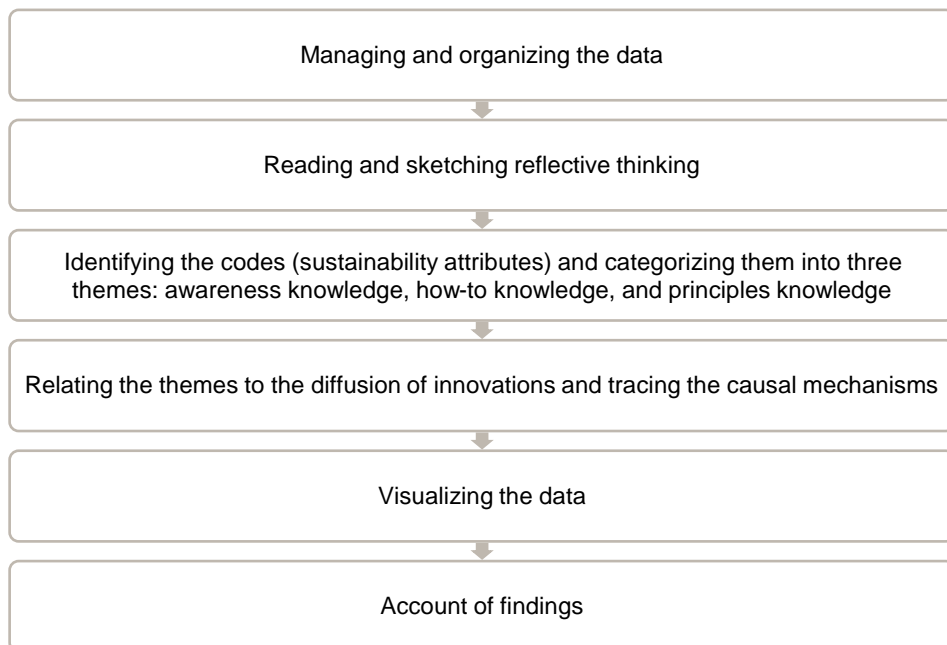 Managing and organizing the data
Reading and sketching reflective thinking
Identifying the codes (sustainability attributes) and categorizing them into three
themes: awareness knowledge, how-to knowledge, and principles knowledge
Relating the themes to the diffusion of innovations and tracing the causal mechanisms
Visualizing the data
Account of findings